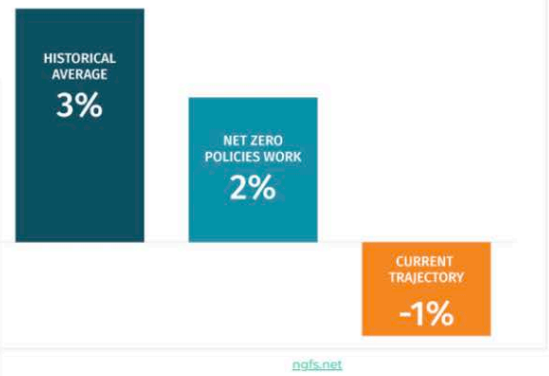 HISTORICAL
AVERAGE
3%
NET ZERO
POLICIES WORK
2%
CURRENT
TRAJECTORY
-1%
ngfs.net